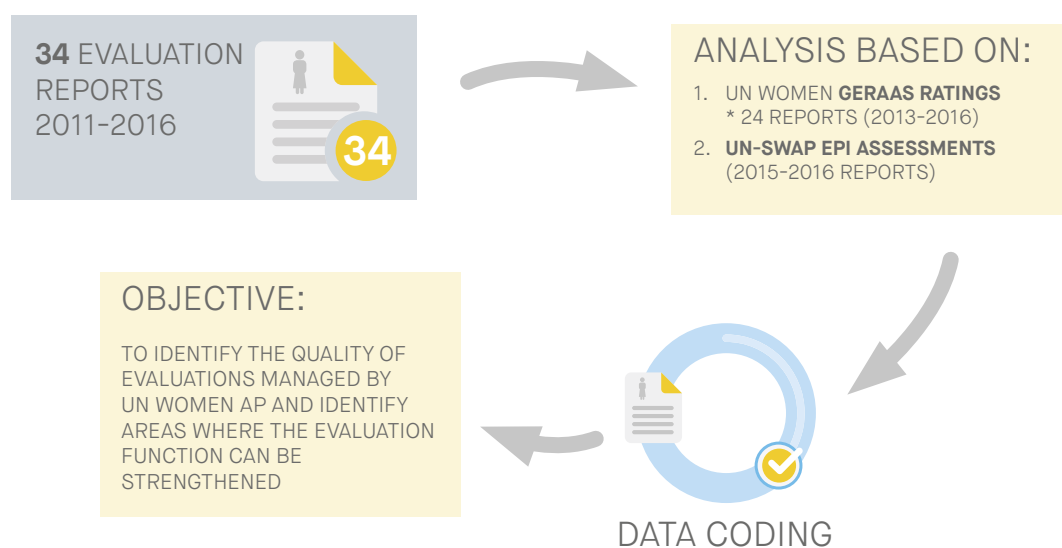 34 EVALUATION
REPORTS
2011-2016
34
ANALYSIS BASED ON:
1. UN WOMEN GERAAS RATINGS
* 24 REPORTS (2013-2016)
2. UN-SWAP EPI ASSESSMENTS
(2015-2016 REPORTS)
DATA CODING
OBJECTIVE:
TO IDENTIFY THE QUALITY OF
EVALUATIONS MANAGED BY
UN WOMEN AP AND IDENTIFY
AREAS WHERE THE EVALUATION
FUNCTION CAN BE
STRENGTHENED